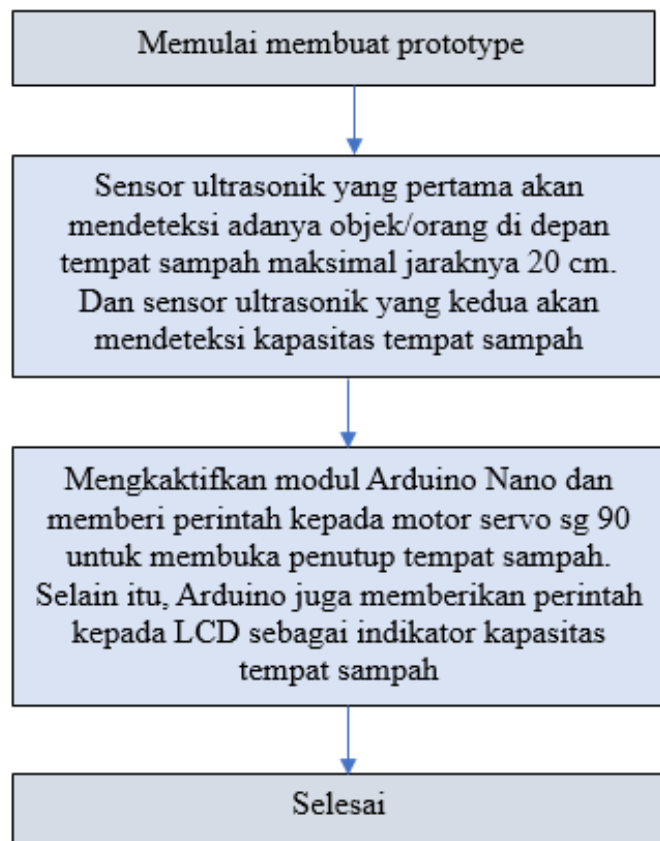 Memulai membuat prototype
Sensor ultrasonik yang pertama akan
mendeteksi adanya objek/orang di depan
tempat sampah maksimal jaraknya 20 cm.
Dan sensor ultrasonik yang kedua akan
mendeteksi kapasitas tempat sampah
Mengkaktifkan modul Arduino Nano dan
memberi perintah kepada motor servo sg 90
untuk membuka penutup tempat sampah.
Selain itu, Arduino juga memberikan perintah
kepada LCD sebagai indikator kapasitas
tempat sampah
Selesai